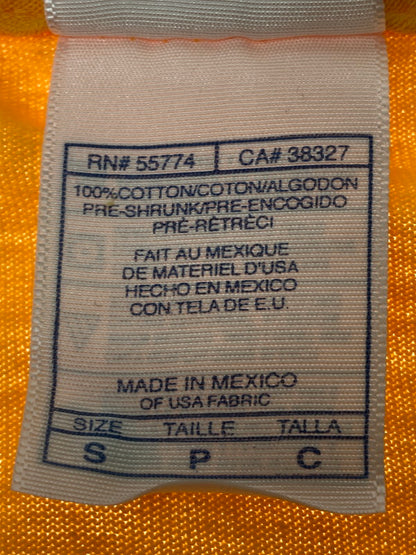 RN# 55774 CA# 38327
100%COTTON/COTON/ALGODON
PRE-SHRUNK/PRE-ENCOGIDO
PRÉ-RÉTRÈCI
FAIT AU MEXIQUE
DE MATERIEL D'USA
HECHO EN MEXICO
CON TELA DE E.U.
MADE IN MEXICO
OF USA FABRIC
SIZE TAILLE TALLA
S P C